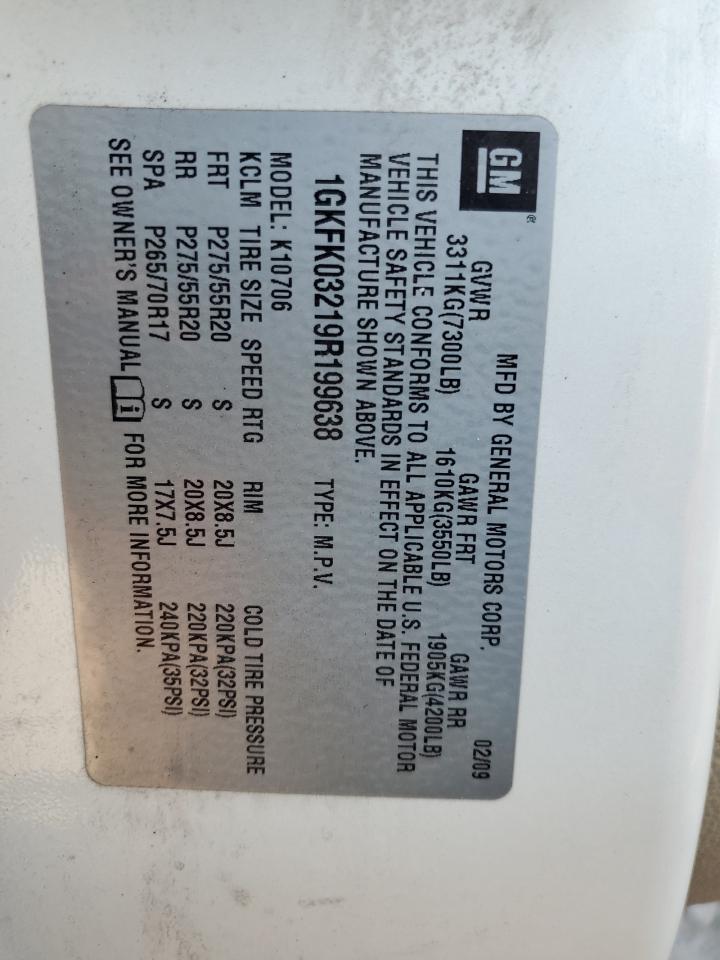 GM
®
MFD BY GENERAL MOTORS CORP. 02/09
GVWR GAWR FRT GAWR RR
3311KG(7300LB) 1610KG(3550LB) 1905KG(4200LB)
THIS VEHICLE CONFORMS TO ALL APPLICABLE U.S. FEDERAL MOTOR
VEHICLE SAFETY STANDARDS IN EFFECT ON THE DATE OF
MANUFACTURE SHOWN ABOVE.
1GKFK03219R199638 TYPE: M.P.V.
MODEL: K10706
KCLM TIRE SIZE SPEED RTG RIM COLD TIRE PRESSURE
FRT P275/55R20 S 20X8.5J 220KPA(32PSI)
RR P275/55R20 S 20X8.5J 220KPA(32PSI)
SPA P265/70R17 S 17X7.5J 240KPA(35PSI)
SEE OWNER'S MANUAL i FOR MORE INFORMATION.